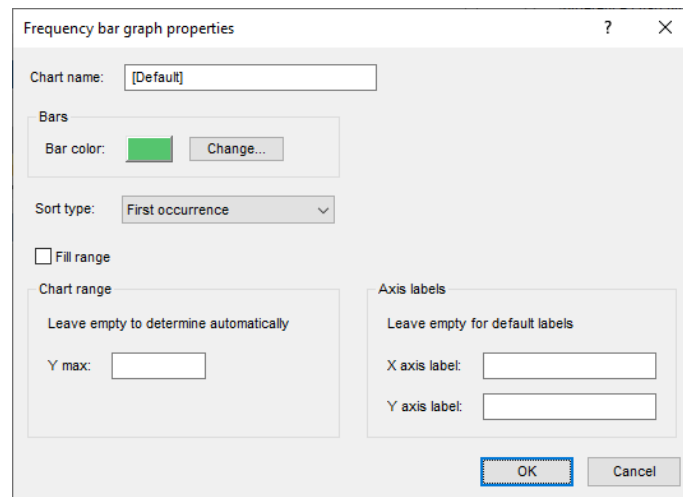 Frequency bar graph properties
?
Chart name: [Default]
Bars
Bar color: Change...
Sort type: First occurrence
Fill range
Chart range
Leave empty to determine automatically
Y max:
Axis labels
Leave empty for default labels
X axis label:
Y axis label:
OK Cancel